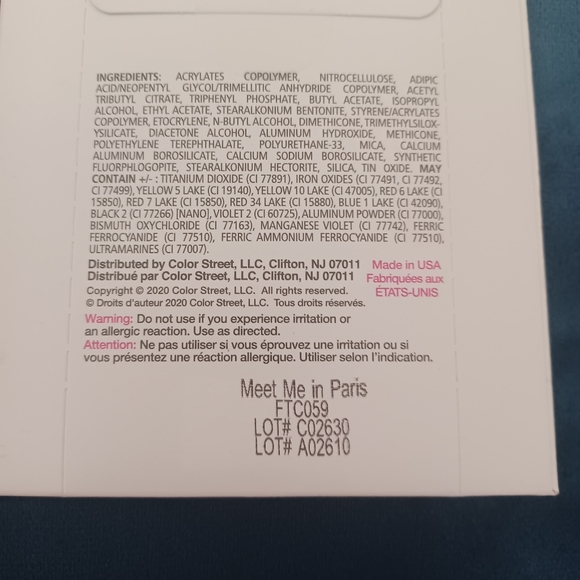 INGREDIENTS: ACRYLATES COPOLYMER, NITROCELLULOSE, ADIPIC
ACID/NEOPENTYL GLYCOL/TRIMELLITIC ANHYDRIDE COPOLYMER, ACETYL
TRIBUTYL CITRATE, TRIPHENYL PHOSPHATE, BUTYL ACETATE, ISOPROPYL
ALCOHOL, ETHYL ACETATE, STEARALKONIUM BENTONITE, STYRENE/ACRYLATES
COPOLYMER, ETOCRYLENE, N-BUTYL ALCOHOL, DIMETHICONE, TRIMETHYLSILOX-
YSILICATE, DIACETONE ALCOHOL, ALUMINUM HYDROXIDE, METHICONE,
POLYETHYLENE TEREPHTHALATE, POLYURETHANE-33, MICA, CALCIUM
ALUMINUM BOROSILICATE, CALCIUM SODIUM BOROSILICATE, SYNTHETIC
FLUORPHLOGOPITE, STEARALKONIUM HECTORITE, SILICA, TIN OXIDE. MAY
CONTAIN +/- : TITANIUM DIOXIDE (CI 77891), IRON OXIDES (CI 77491, CI 77492,
CI 77499), YELLOW 5 LAKE (CI 19140), YELLOW 10 LAKE (CI 47005), RED 6 LAKE (CI
15850), RED 7 LAKE (CI 15850), RED 34 LAKE (CI 15880), BLUE 1 LAKE (CI 42090),
BLACK 2 (CI 77266) [NANO], VIOLET 2 (CI 60725), ALUMINUM POWDER (CI 77000),
BISMUTH OXYCHLORIDE (CI 77163), MANGANESE VIOLET (CI 77742), FERRIC
FERROCYANIDE (CI 77510), FERRIC AMMONIUM FERROCYANIDE (CI 77510),
ULTRAMARINES (CI 77007).
Distributed by Color Street, LLC, Clifton, NJ 07011
Distribué par Color Street, LLC, Clifton, NJ 07011
Made in USA
Fabriquées aux
ÉTATS-UNIS
Copyright © 2020 Color Street, LLC. All rights reserved.
© Droits d'auteur 2020 Color Street, LLC. Tous droits réservés.
Warning: Do not use if you experience irritation or
an allergic reaction. Use as directed.
Attention: Ne pas utiliser si vous éprouvez une irritation ou si
vous présentez une réaction allergique. Utiliser selon l'indication.
Meet Me in Paris
FTC059
LOT# C02630
LOT# A02610